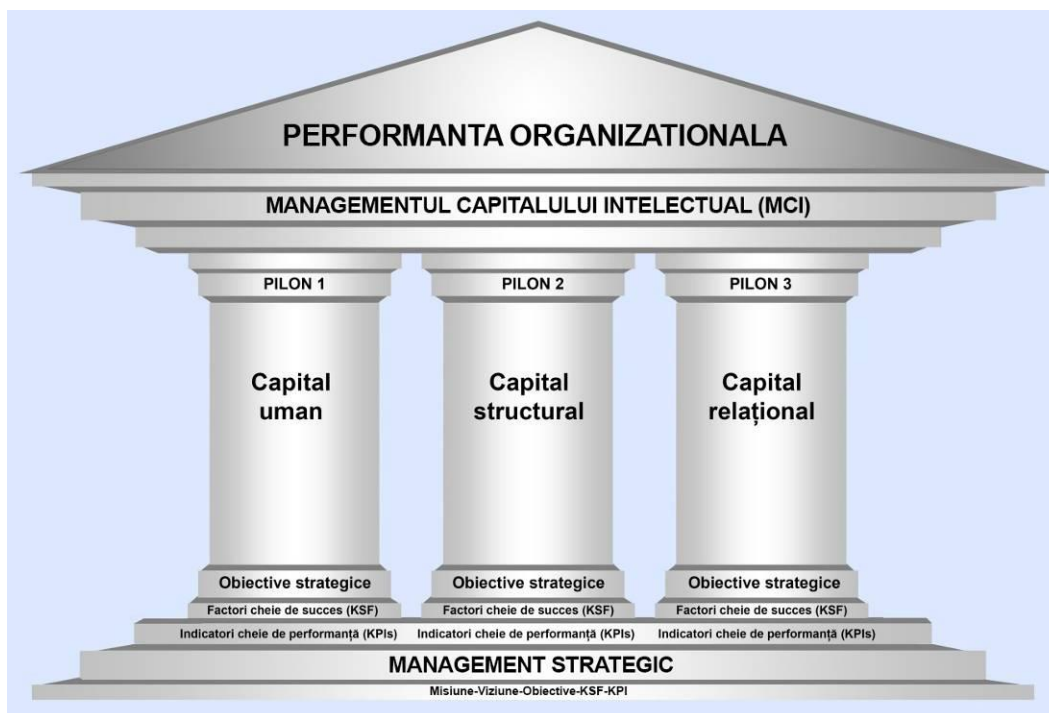 PERFORMANTA ORGANIZATIONALA
MANAGEMENTUL CAPITALULUI INTELECTUAL (MCI)
PILON 1
PILON 2
PILON 3
Capital
uman
Capital
structural
Capital
relațional
Obiective strategice
Obiective strategice
Obiective strategice
Factori cheie de succes (KSF)
Factori cheie de succes (KSF)
Factori cheie de succes (KSF)
Indicatori cheie de performanță (KPIs)
Indicatori cheie de performanță (KPIs)
Indicatori cheie de performanță (KPIs)
MANAGEMENT STRATEGIC
Misiune-Viziune-Obiective-KSF-KPI